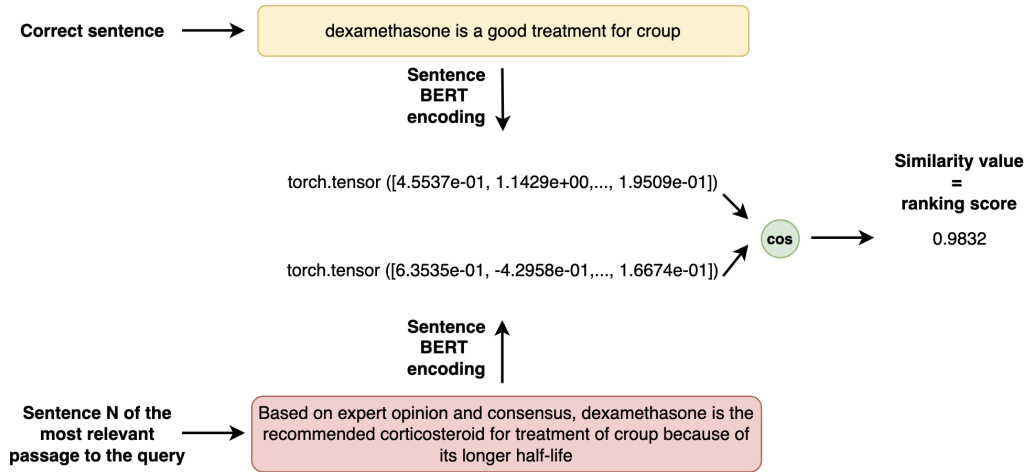 Correct sentence
dexamethasone is a good treatment for croup
Sentence
BERT
encoding
torch.tensor ([4.5537e-01, 1.1429e+00,..., 1.9509e-01])
cos
Similarity value
=
ranking score
0.9832
torch.tensor ([6.3535e-01, -4.2958e-01,..., 1.6674e-01])
Sentence
BERT
encoding
Sentence N of the
most relevant
passage to the query
Based on expert opinion and consensus, dexamethasone is the
recommended corticosteroid for treatment of croup because of
its longer half-life